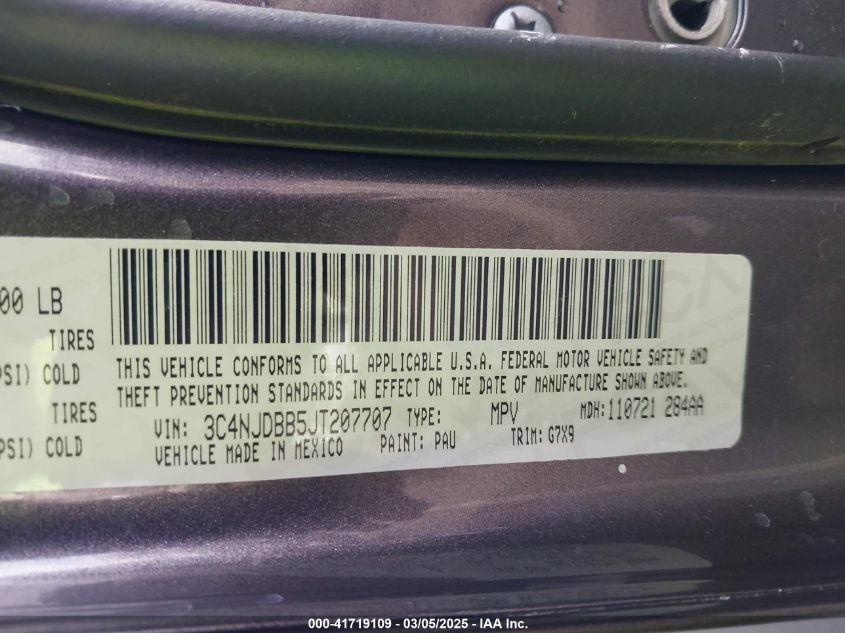 00 LB
TIRES
PSI) COLD
TIRES
PSI) COLD
THIS VEHICLE CONFORMS TO ALL APPLICABLE U.S.A. FEDERAL MOTOR VEHICLE SAFETY AND
THEFT PREVENTION STANDARDS IN EFFECT ON THE DATE OF MANUFACTURE SHOWN ABOVE.
VIN: 3C4NJDBB5JT207707 TYPE: MPV MDH: 110721 284AA
VEHICLE MADE IN MEXICO PAINT: PAU TRIM: G7X9
000-41719109 — 03/05/2025 — IAA Inc.